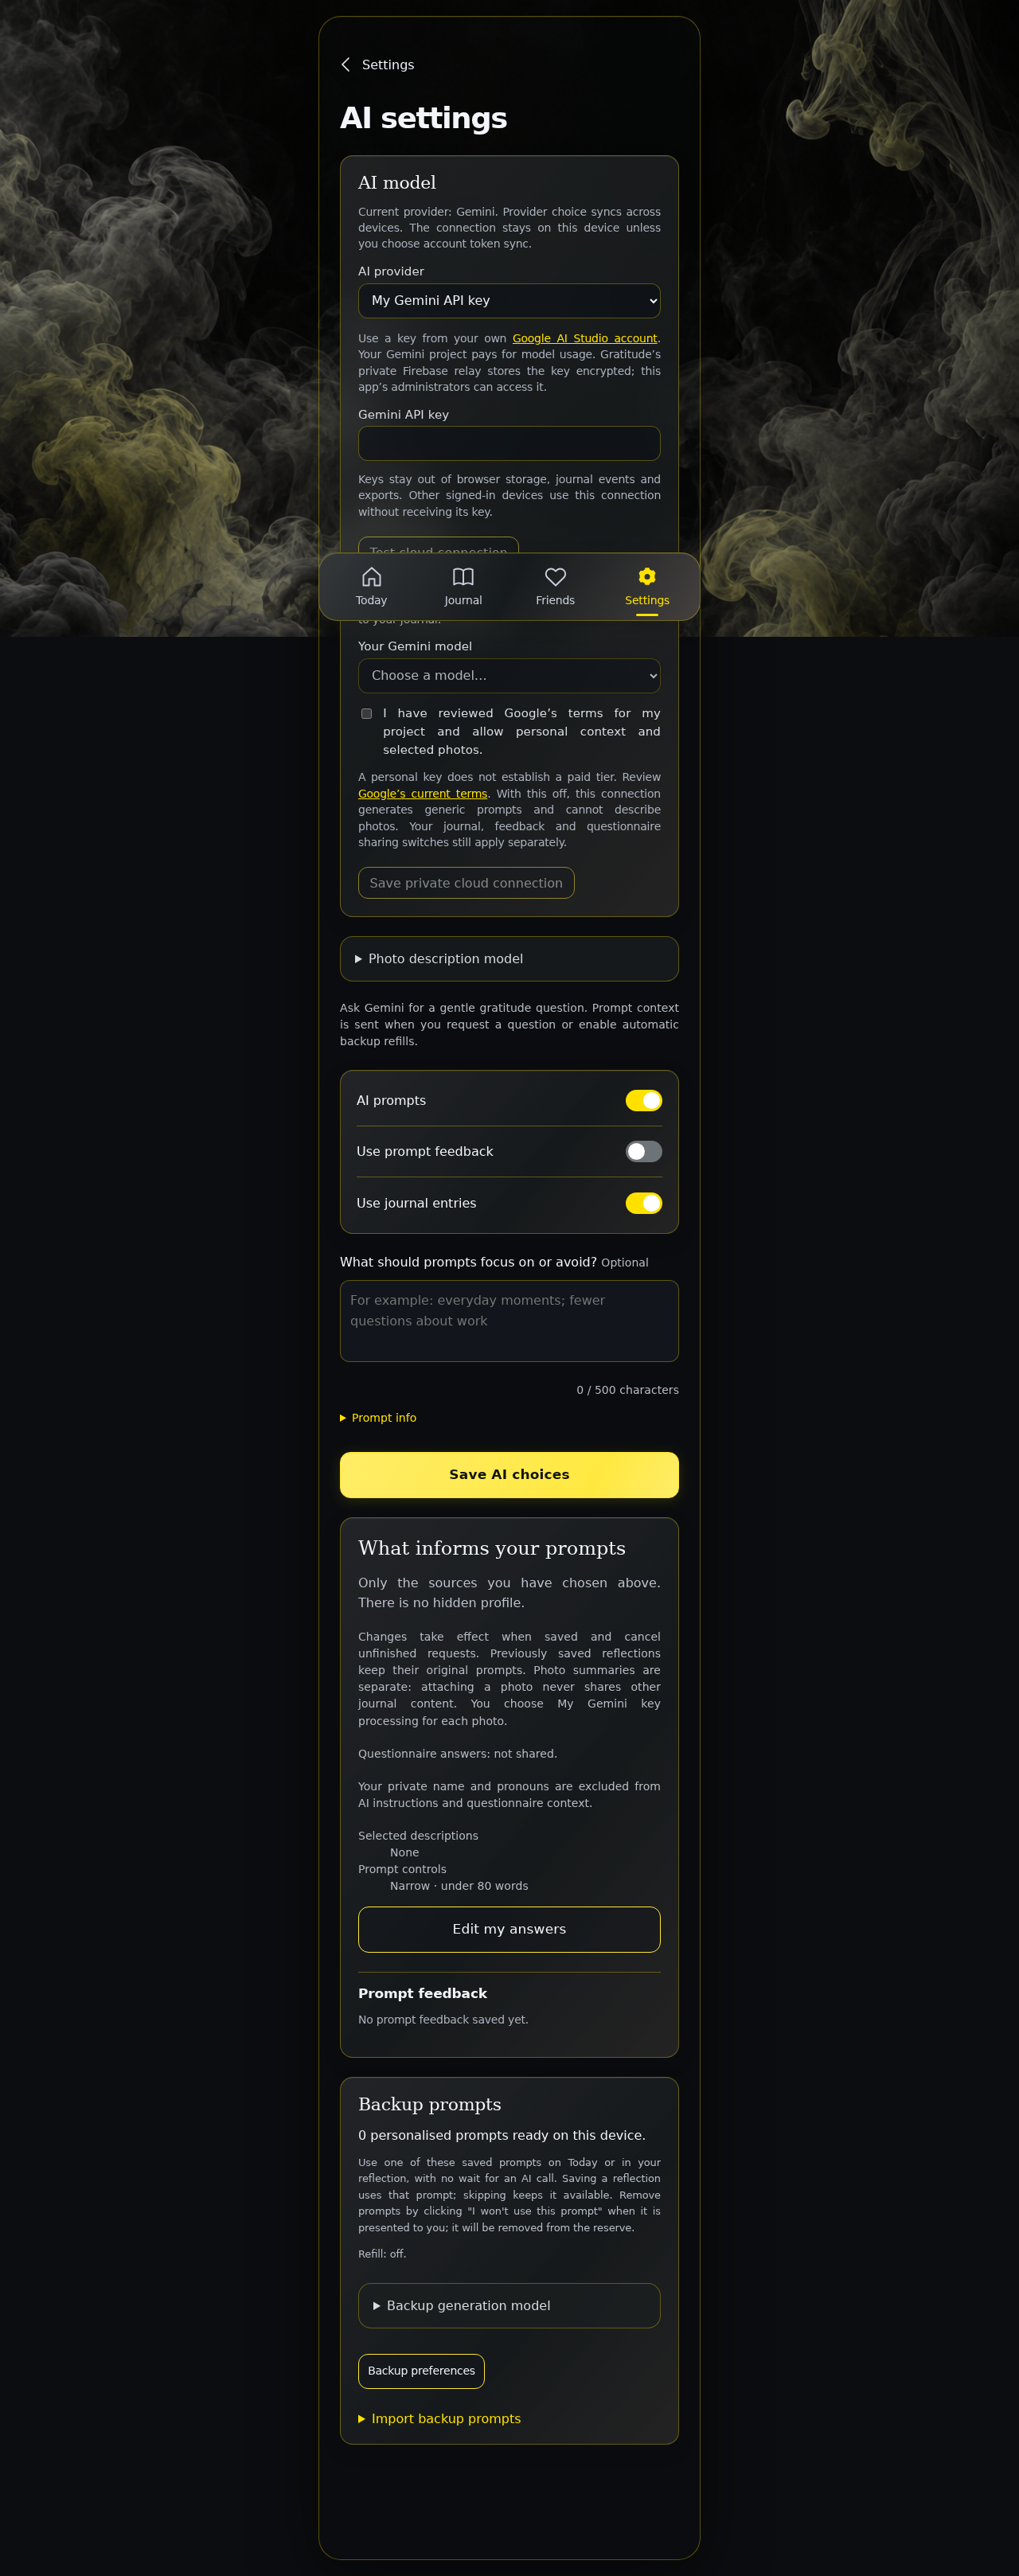 Settings
AI settings
AI model
Current provider: Gemini. Provider choice syncs across
devices. The connection stays on this device unless
you choose account token sync.
AI provider
My Gemini API key
Use a key from your own Google AI Studio account.
Your Gemini project pays for model usage. Gratitude’s
private Firebase relay stores the key encrypted; this
app’s administrators can access it.
Gemini API key
Keys stay out of browser storage, journal events and
exports. Other signed-in devices use this connection
without receiving its key.
Test cloud connection
Today
Journal
Friends
Settings
to your journal.
Your Gemini model
Choose a model…
I have reviewed Google’s terms for my
project and allow personal context and
selected photos.
A personal key does not establish a paid tier. Review
Google’s current terms. With this off, this connection
generates generic prompts and cannot describe
photos. Your journal, feedback and questionnaire
sharing switches still apply separately.
Save private cloud connection
Photo description model
Ask Gemini for a gentle gratitude question. Prompt context
is sent when you request a question or enable automatic
backup refills.
AI prompts
Use prompt feedback
Use journal entries
What should prompts focus on or avoid? Optional
For example: everyday moments; fewer
questions about work
0 / 500 characters
Prompt info
Save AI choices
What informs your prompts
Only the sources you have chosen above.
There is no hidden profile.
Changes take effect when saved and cancel
unfinished requests. Previously saved reflections
keep their original prompts. Photo summaries are
separate: attaching a photo never shares other
journal content. You choose My Gemini key
processing for each photo.
Questionnaire answers: not shared.
Your private name and pronouns are excluded from
AI instructions and questionnaire context.
Selected descriptions
None
Prompt controls
Narrow · under 80 words
Edit my answers
Prompt feedback
No prompt feedback saved yet.
Backup prompts
0 personalised prompts ready on this device.
Use one of these saved prompts on Today or in your
reflection, with no wait for an AI call. Saving a reflection
uses that prompt; skipping keeps it available. Remove
prompts by clicking "I won't use this prompt" when it is
presented to you; it will be removed from the reserve.
Refill: off.
Backup generation model
Backup preferences
Import backup prompts